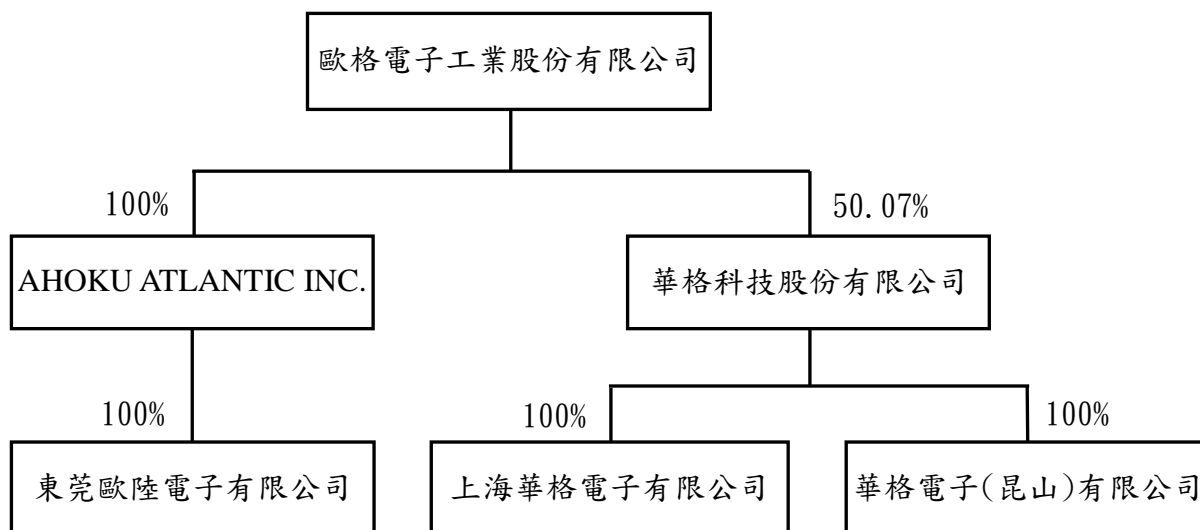 歐格電子工業股份有限公司
100%
50.07%
AHOKU ATLANTIC INC.
華格科技股份有限公司
100%
100%
100%
東莞歐陸電子有限公司
上海華格電子有限公司
華格電子(昆山)有限公司